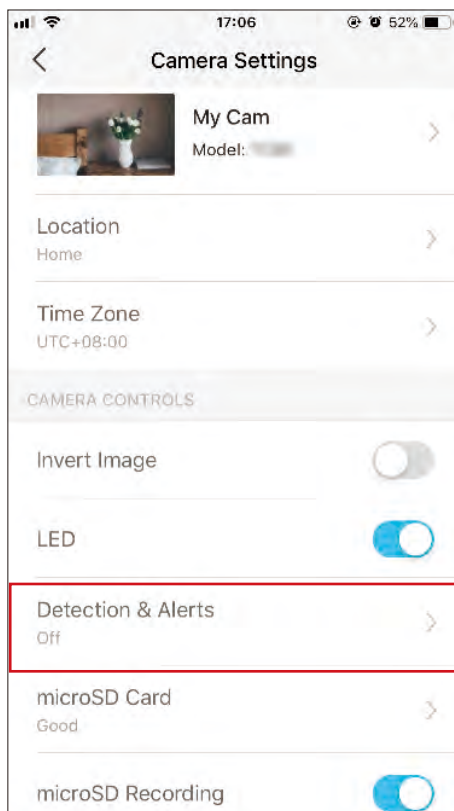 17:06
52%
Camera Settings
My Cam
Model:
Location
Home
Time Zone
UTC+08:00
CAMERA CONTROLS
Invert Image
LED
Detection & Alerts
Off
microSD Card
Good
microSD Recording